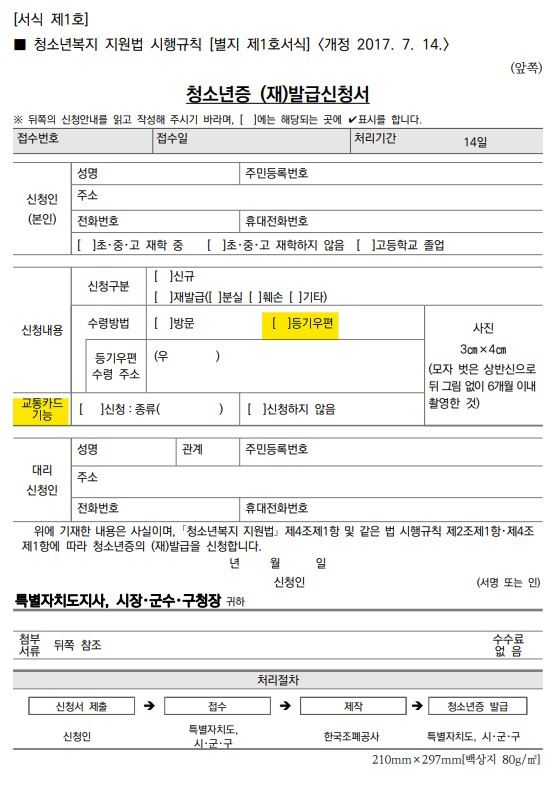 [서식 제1호]
■ 청소년복지 지원법 시행규칙 [별지 제1호서식] <개정 2017. 7. 14.>
(앞쪽)
청소년증 (재)발급신청서
※ 뒤쪽의 신청안내를 읽고 작성해 주시기 바라며, [ ]에는 해당되는 곳에 ✔표시를 합니다.
접수번호 접수일 처리기간 14일
신청인
(본인)
성명 주민등록번호
주소
전화번호 휴대전화번호
[ ]초·중·고 재학 중 [ ]초·중·고 재학하지 않음 [ ]고등학교 졸업
신청내용
신청구분
[ ]신규
[ ]재발급([ ]분실 [ ]훼손 [ ]기타)
수령방법 [ ]방문 [ ]등기우편
등기우편
수령 주소
(우 )
사진
3㎝×4㎝
(모자 벗은 상반신으로
뒤 그림 없이 6개월 이내
촬영한 것)
교통카드
기능
[ ]신청 : 종류( ) [ ]신청하지 않음
대리
신청인
성명 관계 주민등록번호
주소
전화번호 휴대전화번호
위에 기재한 내용은 사실이며, 「청소년복지 지원법」 제4조제1항 및 같은 법 시행규칙 제2조제1항·제4조
제1항에 따라 청소년증의 (재)발급을 신청합니다.
년 월 일
신청인 (서명 또는 인)
특별자치도지사, 시장·군수·구청장 귀하
첨부
서류
뒤쪽 참조
수수료
없 음
처리절차
신청서 제출 ➔ 접수 ➔ 제작 ➔ 청소년증 발급
신청인
특별자치도,
시·군·구
한국조폐공사
특별자치도, 시·군·구
210mm×297mm[백상지 80g/㎡]